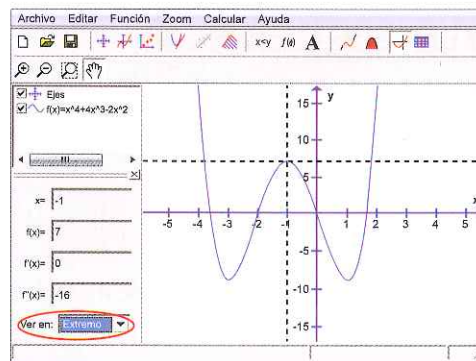 Archivo Editar Función Zoom Calcular Ayuda
x<y f(x) A
Ejes
f(x)=x^4+4x^3-2x^2
x= -1
f(x)= 7
f'(x)= 0
f''(x)= -16
Ver en: Extremo
y
15
5
-5
-10
-15
-5 -4 -3 -2 -1 1 2 3 4 5
x